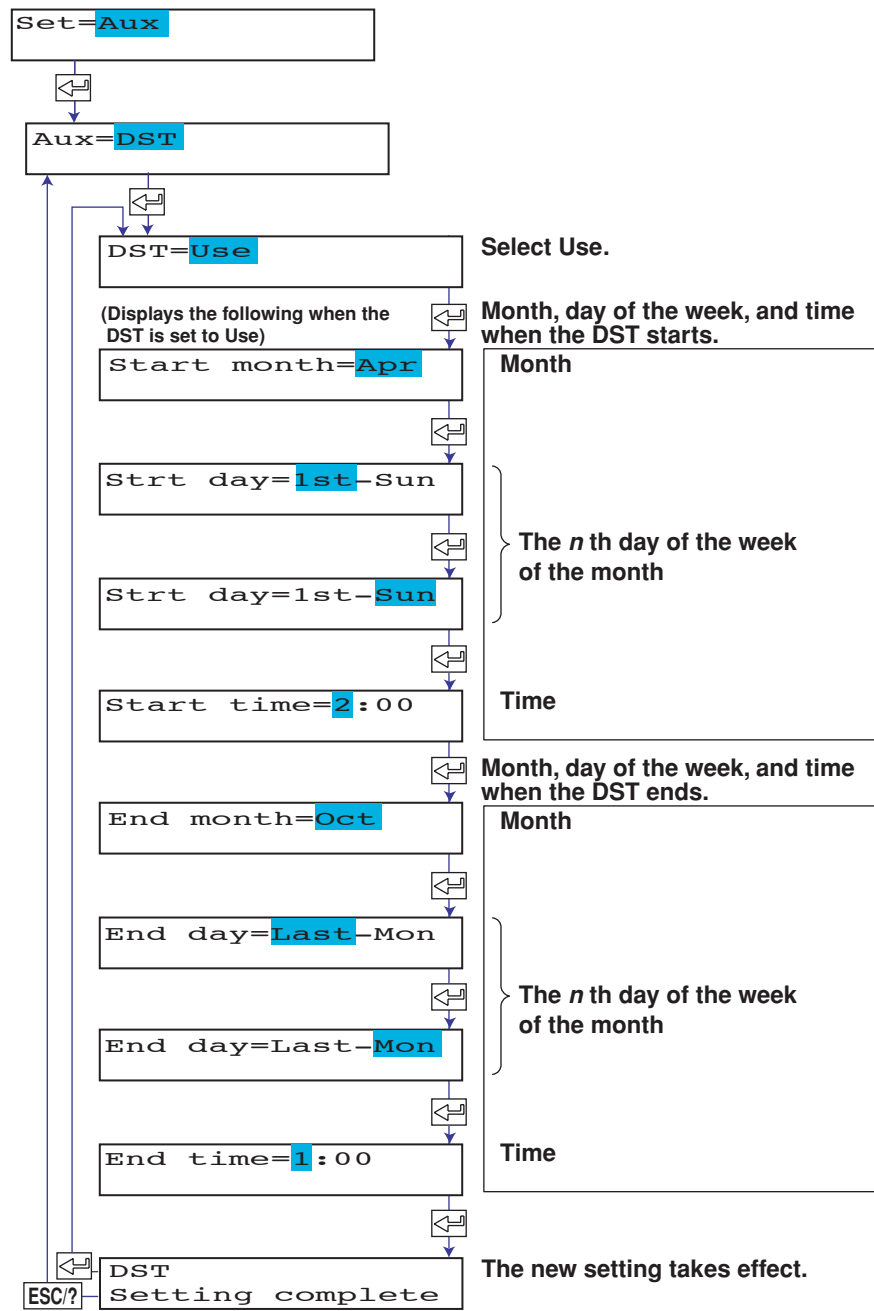 Set=Aux
Aux=DST
DST=Use
Select Use.
(Displays the following when the
DST is set to Use)
Month, day of the week, and time
when the DST starts.
Start month=Apr
Month
Strt day=1st-Sun
The n th day of the week
of the month
Strt day=1st-Sun
Start time=2:00
Time
Month, day of the week, and time
when the DST ends.
End month=Oct
Month
End day=Last-Mon
The n th day of the week
of the month
End day=Last-Mon
End time=1:00
Time
DST
Setting complete
The new setting takes effect.
ESC/?